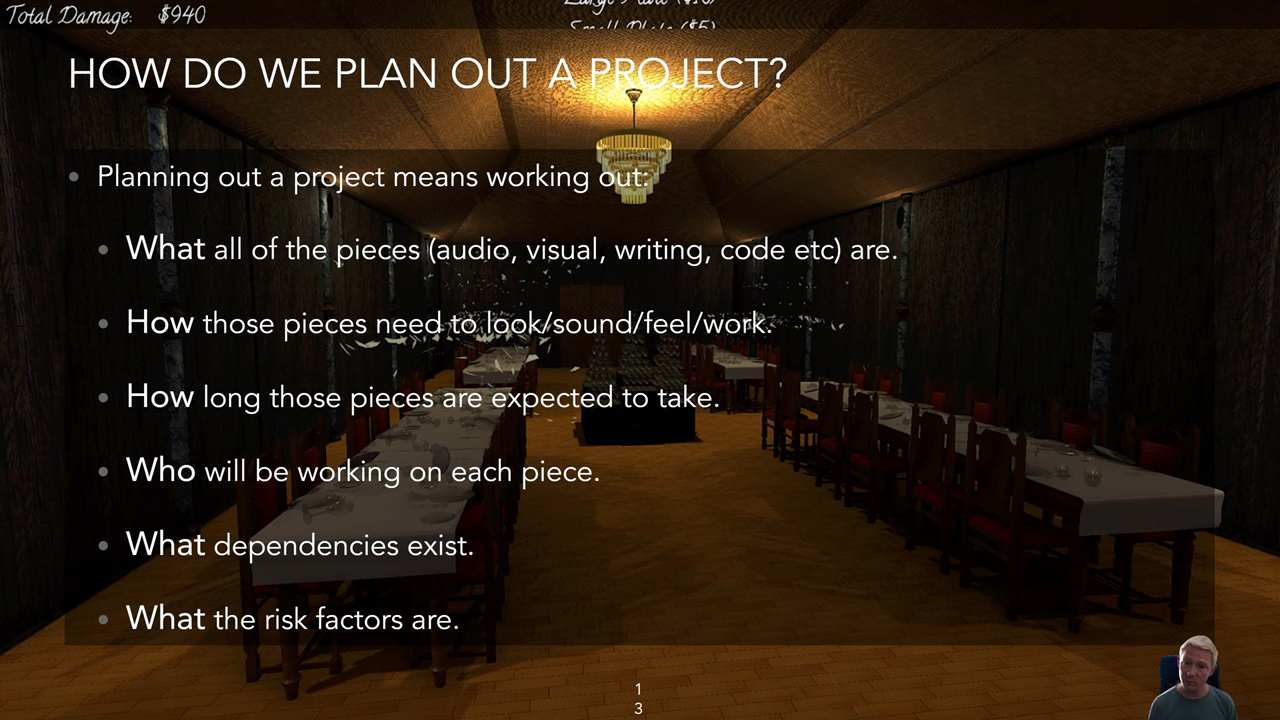 Total Damage: $940
HOW DO WE PLAN OUT A PROJECT?
Planning out a project means working out:
What all of the pieces (audio, visual, writing, code etc) are.
How those pieces need to look/sound/feel/work.
How long those pieces are expected to take.
Who will be working on each piece.
What dependencies exist.
What the risk factors are.
1
3